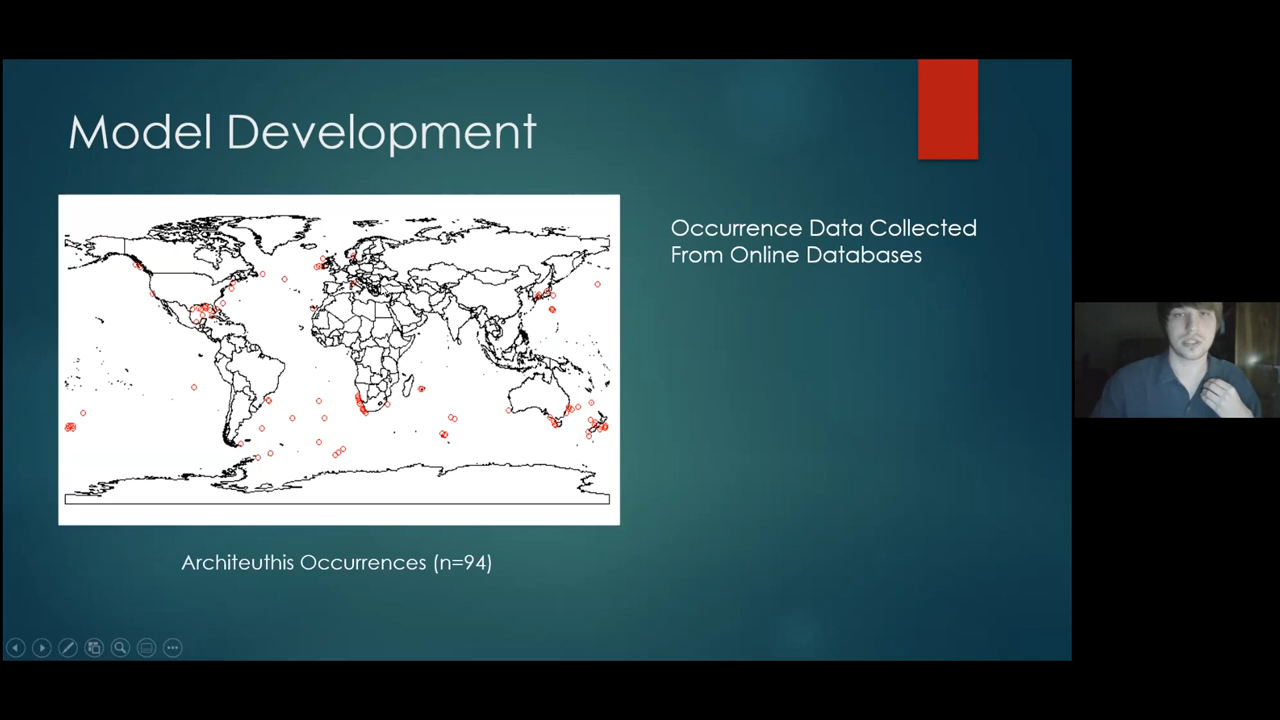 Model Development
Occurrence Data Collected
From Online Databases
Architeuthis Occurrences (n=94)